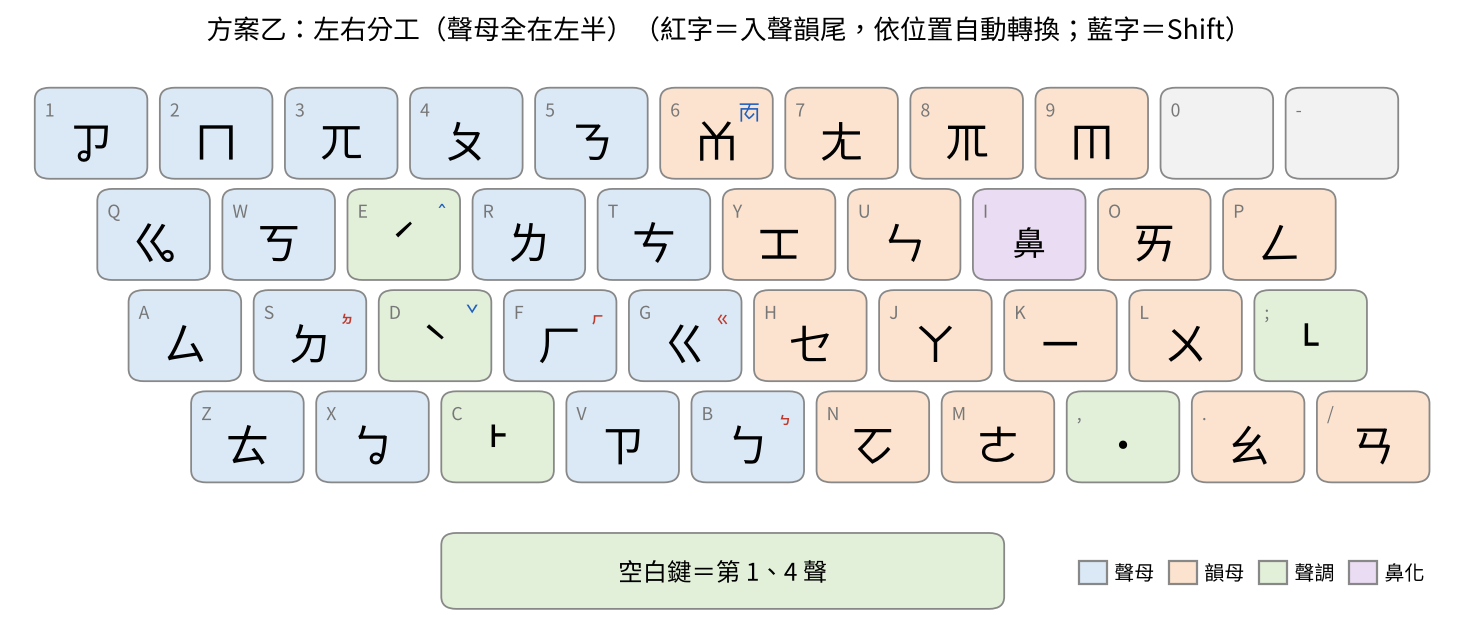 方案乙：左右分工（聲母全在左半）（紅字＝入聲韻尾，依位置自動轉換；藍字＝Shift）
1 ㆡ 2 ㄇ 3 ㄫ 4 ㄆ 5 ㄋ 6 ㆰ ㆱ 7 ㄤ 8 ㆲ 9 ㆬ 0 -
Q ㆣ W ㄎ E ˊ ˆ R ㄌ T ㄘ Y ㆭ U ㄣ I 鼻 O ㄞ P ㄥ
A ㄙ S ㄉ ㆵ D ˋ ˇ F ㄏ ㆷ G ㄍ ㆻ H ㆤ J ㄚ K ㄧ L ㄨ ; ˪
Z ㄊ X ㆠ C ˫ V ㄗ B ㄅ ㆴ N ㆦ M ㄜ , ˙ . ㄠ / ㄢ
空白鍵＝第 1、4 聲 聲母 韻母 聲調 鼻化